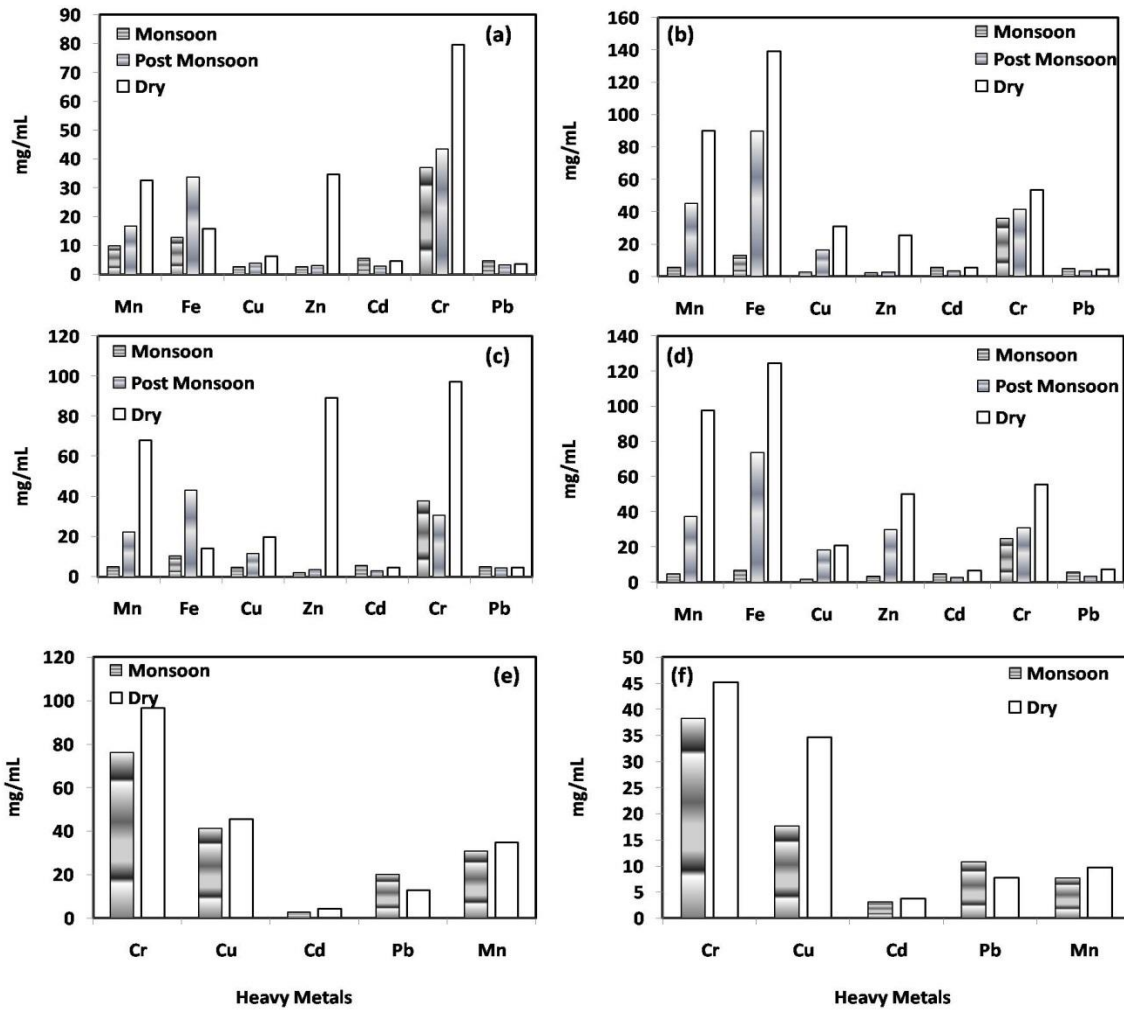 (a)
mg/mL
90
80
70
60
50
40
30
20
10
0
Monsoon
Post Monsoon
Dry
Mn Fe Cu Zn Cd Cr Pb
(b)
mg/mL
160
140
120
100
80
60
40
20
0
Monsoon
Post Monsoon
Dry
Mn Fe Cu Zn Cd Cr Pb
(c)
mg/mL
120
100
80
60
40
20
0
Monsoon
Post Monsoon
Dry
Mn Fe Cu Zn Cd Cr Pb
(d)
mg/mL
140
120
100
80
60
40
20
0
Monsoon
Post Monsoon
Dry
Mn Fe Cu Zn Cd Cr Pb
(e)
mg/mL
120
100
80
60
40
20
0
Monsoon
Dry
Cr Cu Cd Pb Mn
Heavy Metals
(f)
mg/mL
50
45
40
35
30
25
20
15
10
5
0
Monsoon
Dry
Cr Cu Cd Pb Mn
Heavy Metals